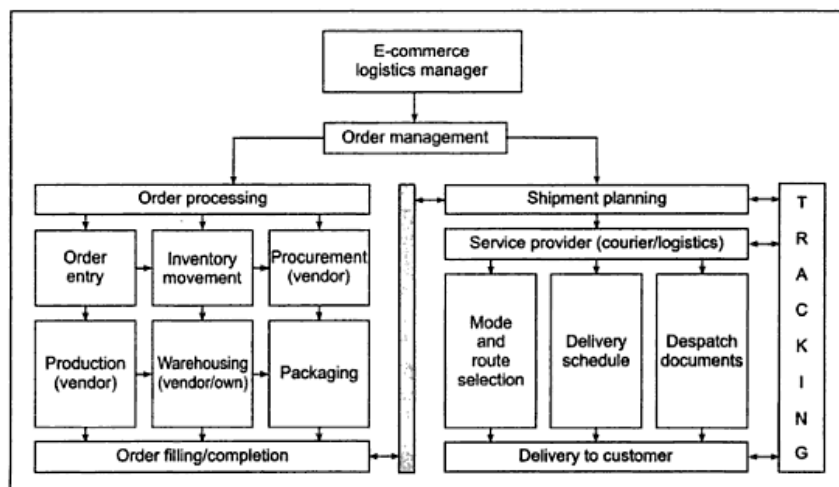 E-commerce
logistics manager
Order management
Order processing
Order
entry
Inventory
movement
Procurement
(vendor)
Production
(vendor)
Warehousing
(vendor/own)
Packaging
Order filling/completion
Shipment planning
Service provider (courier/logistics)
Mode
and
route
selection
Delivery
schedule
Despatch
documents
Delivery to customer
T
R
A
C
K
I
N
G